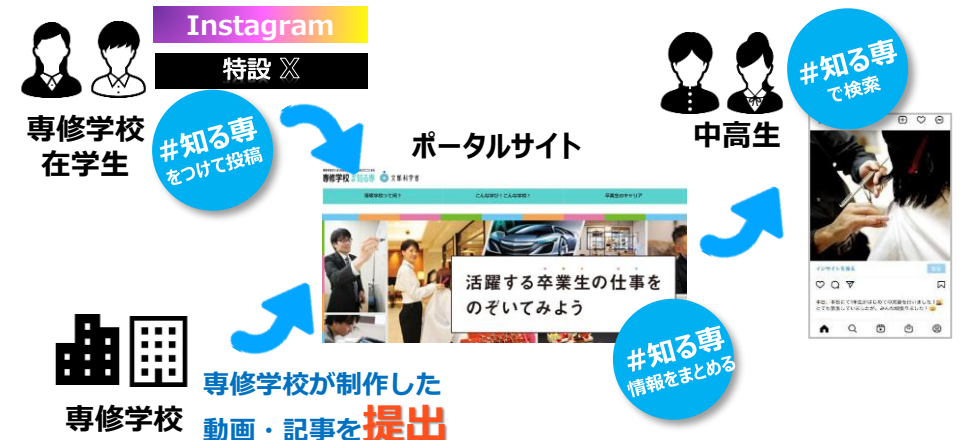 Instagram
特設 X
専修学校
在学生
#知る専
をつけて投稿
ポータルサイト
専修学校 #知る専 文部科学省
専修学校って何？
こんな学び！こんな学校！
卒業生のキャリア
活躍する卒業生の仕事を
のぞいてみよう
#知る専
情報をまとめる
専修学校
専修学校が制作した
動画・記事を提出
中高生
#知る専
で検索
インサイトを見る